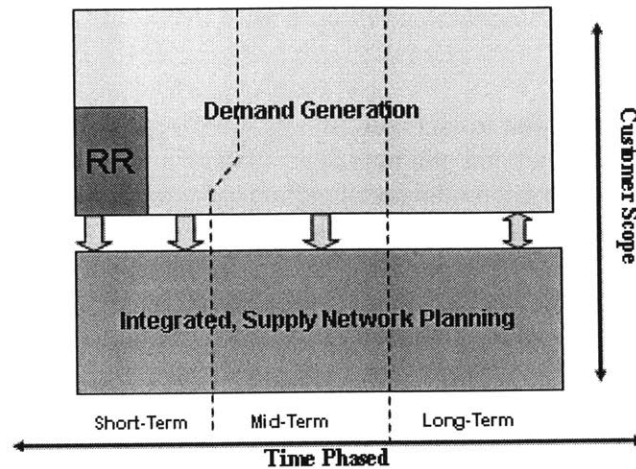 Demand Generation
RR
Customer Scope
Integrated, Supply Network Planning
Short-Term
Mid-Term
Long-Term
Time Phased